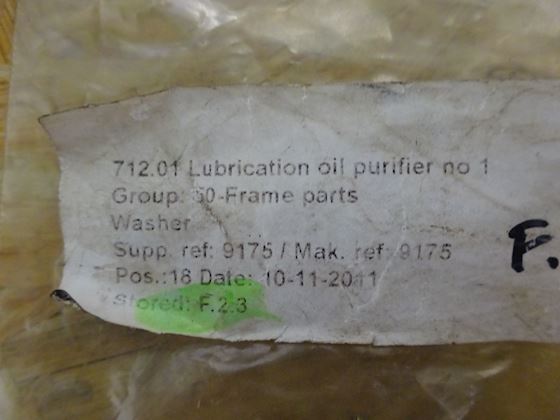 712.01 Lubrication oil purifier no 1
Group: 50-Frame parts
Washer
Supp. ref: 9175 / Mak. ref: 9175
Pos.:18 Date: 10-11-2011
Stored: F.2.3
F.